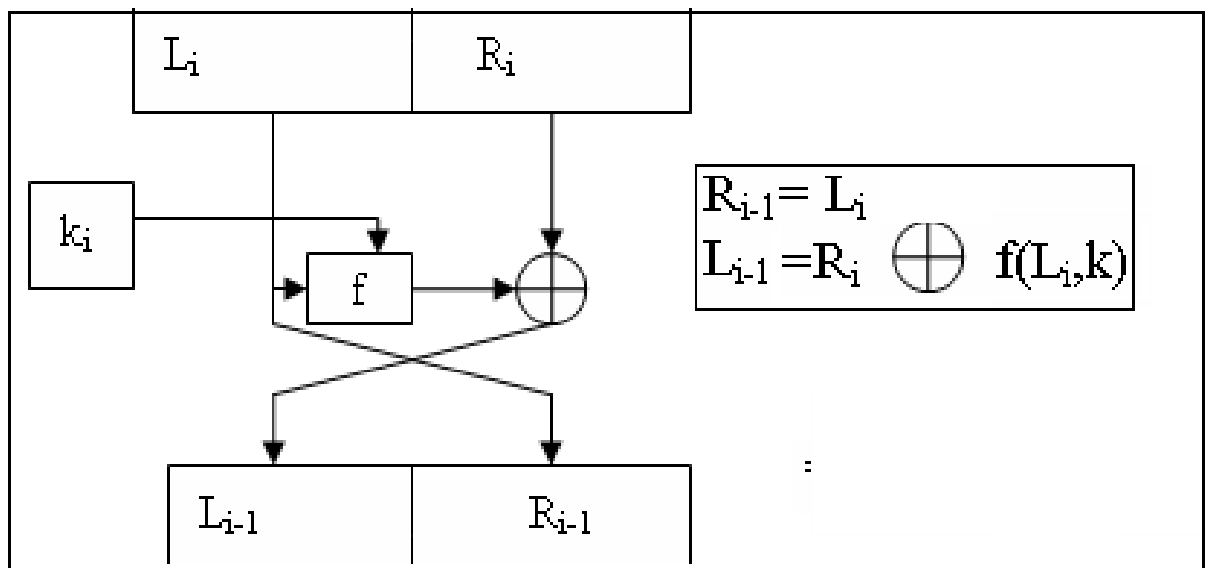 Lᵢ Rᵢ
kᵢ
f
Rᵢ₋₁= Lᵢ
Lᵢ₋₁ =Rᵢ ⊕ f(Lᵢ,k)
Lᵢ₋₁ Rᵢ₋₁
=